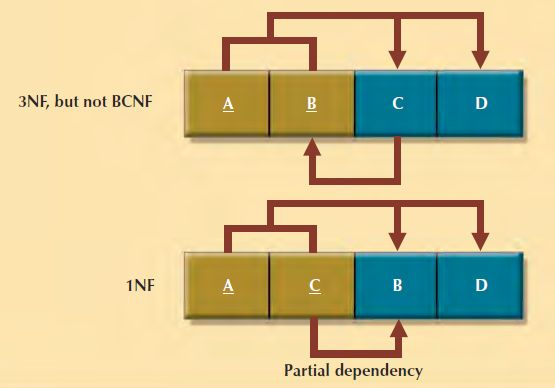 3NF, but not BCNF
A B C D
1NF
A C B D
Partial dependency